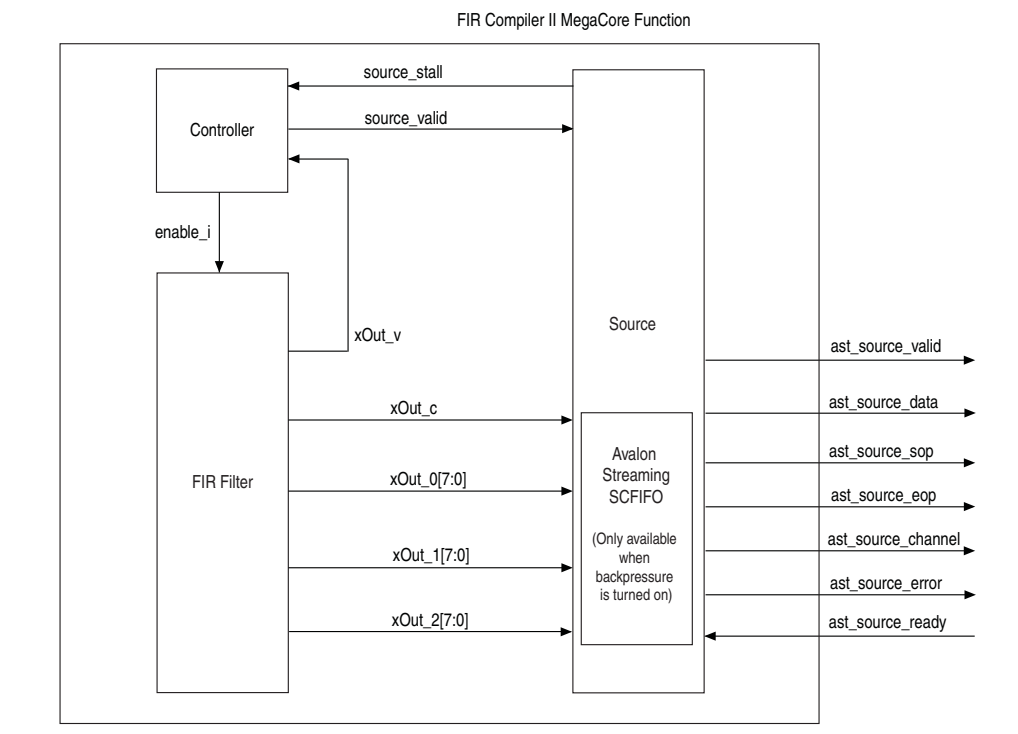 FIR Compiler II MegaCore Function
source_stall
source_valid
Controller
enable_i
xOut_v
Source
ast_source_valid
xOut_c
ast_source_data
Avalon
Streaming
SCFIFO
ast_source_sop
FIR Filter
xOut_0[7:0]
ast_source_eop
(Only available
when
backpressure
is turned on)
ast_source_channel
xOut_1[7:0]
ast_source_error
xOut_2[7:0]
ast_source_ready